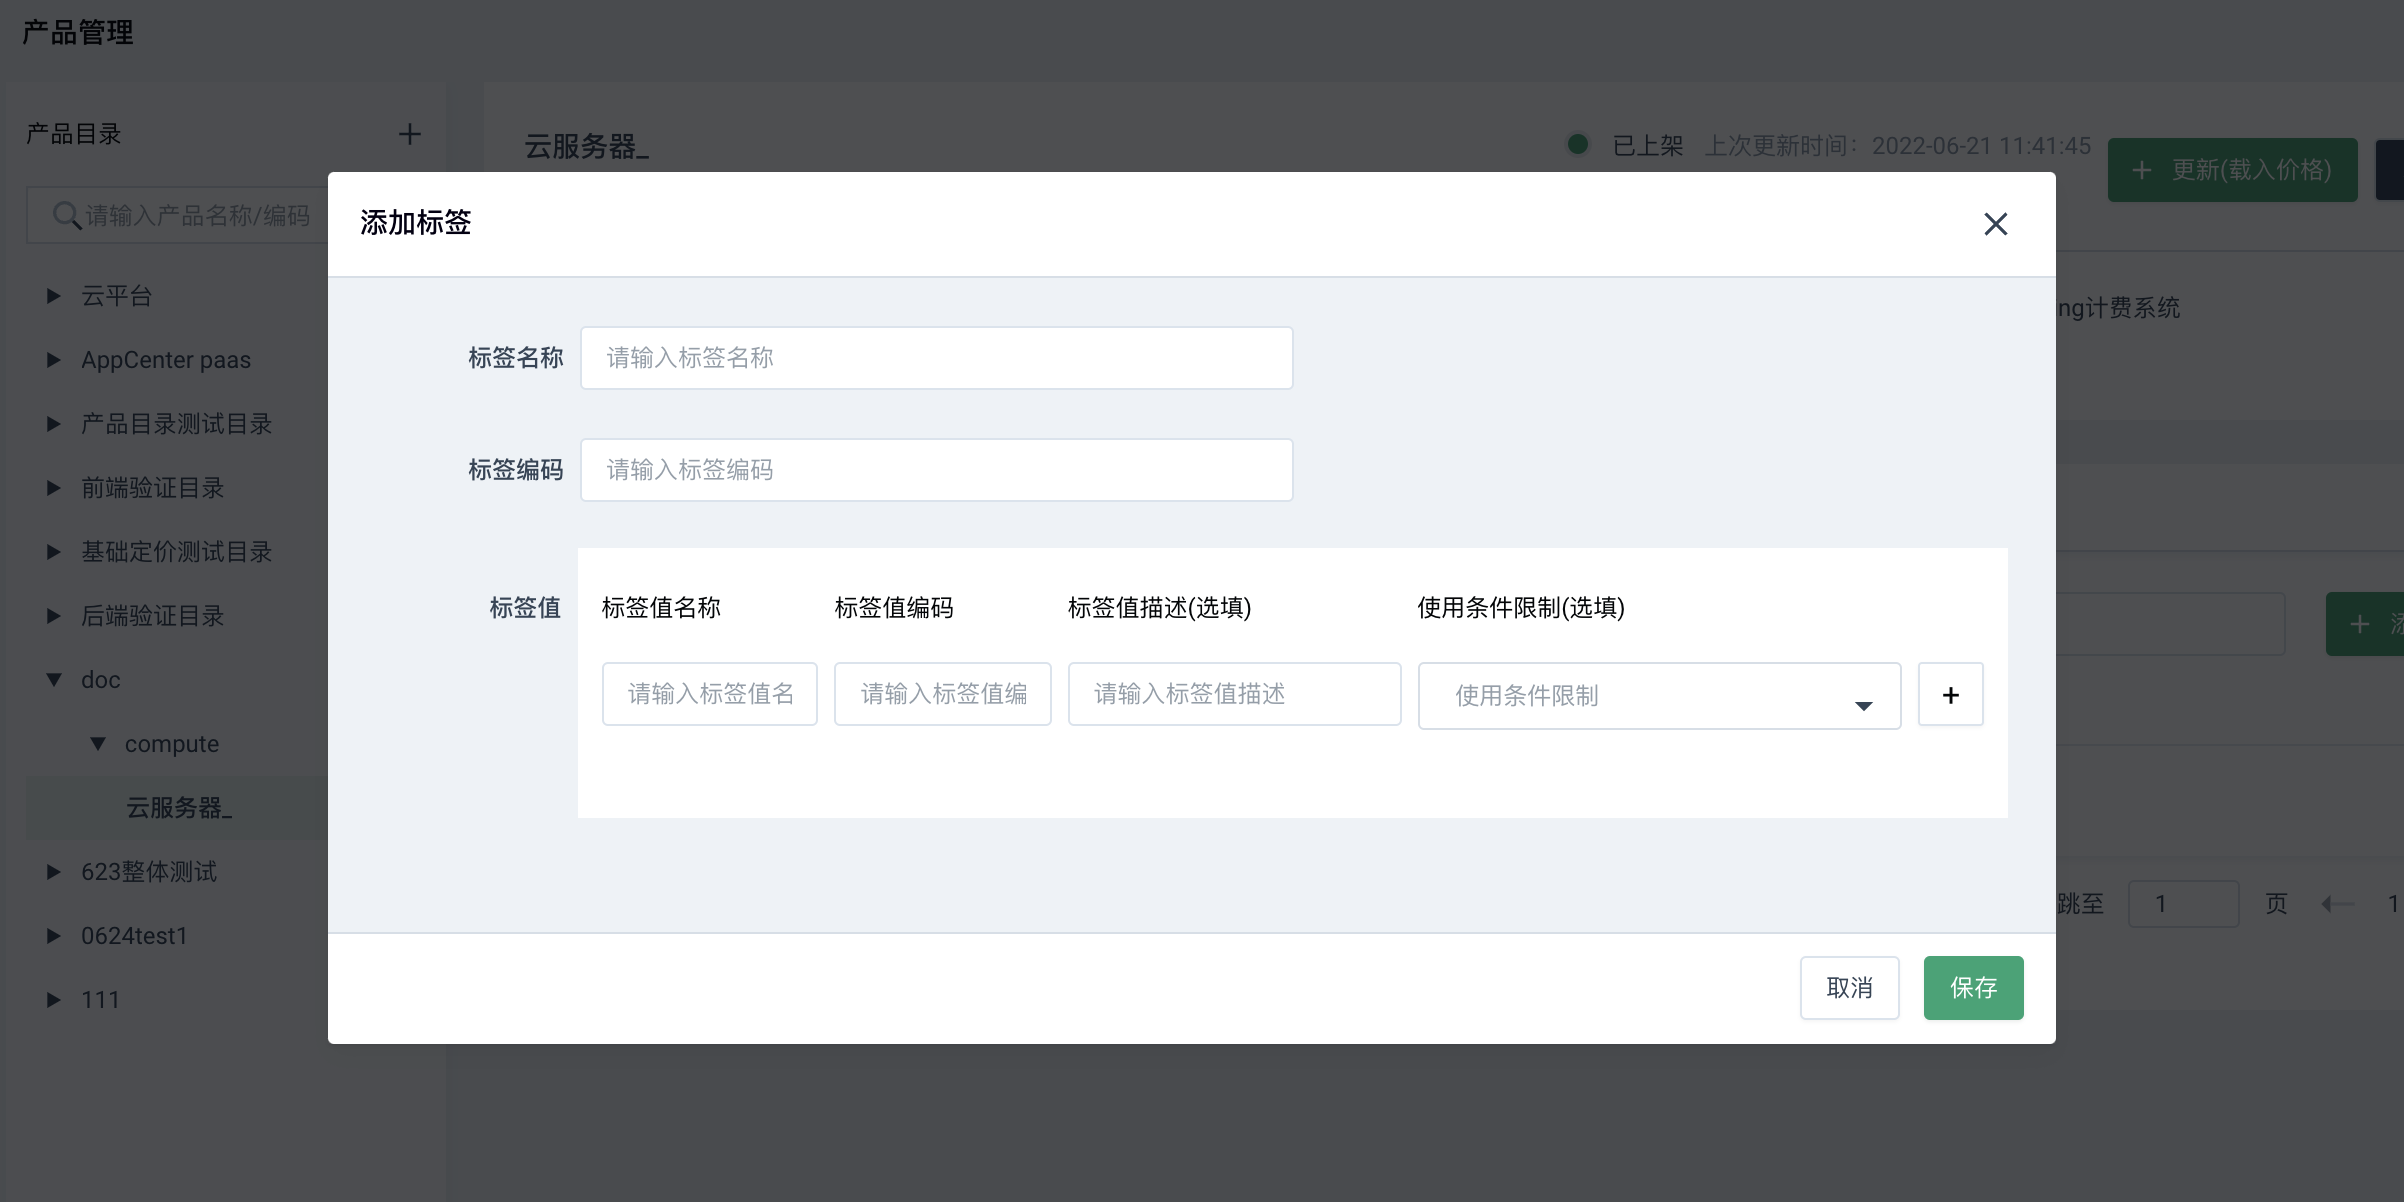 产品管理
产品目录
云服务器_
已上架 上次更新时间：2022-06-21 11:41:45
更新(载入价格)
请输入产品名称/编码
添加标签
云平台
AppCenter paas
产品目录测试目录
前端验证目录
基础定价测试目录
后端验证目录
doc
compute
云服务器_
623整体测试
0624test1
111
标签名称 请输入标签名称
标签编码 请输入标签编码
标签值 标签值名称 标签值编码 标签值描述(选填) 使用条件限制(选填)
请输入标签值名 请输入标签值编 请输入标签值描述 使用条件限制 +
取消 保存
ng计费系统
跳至 1 页 1